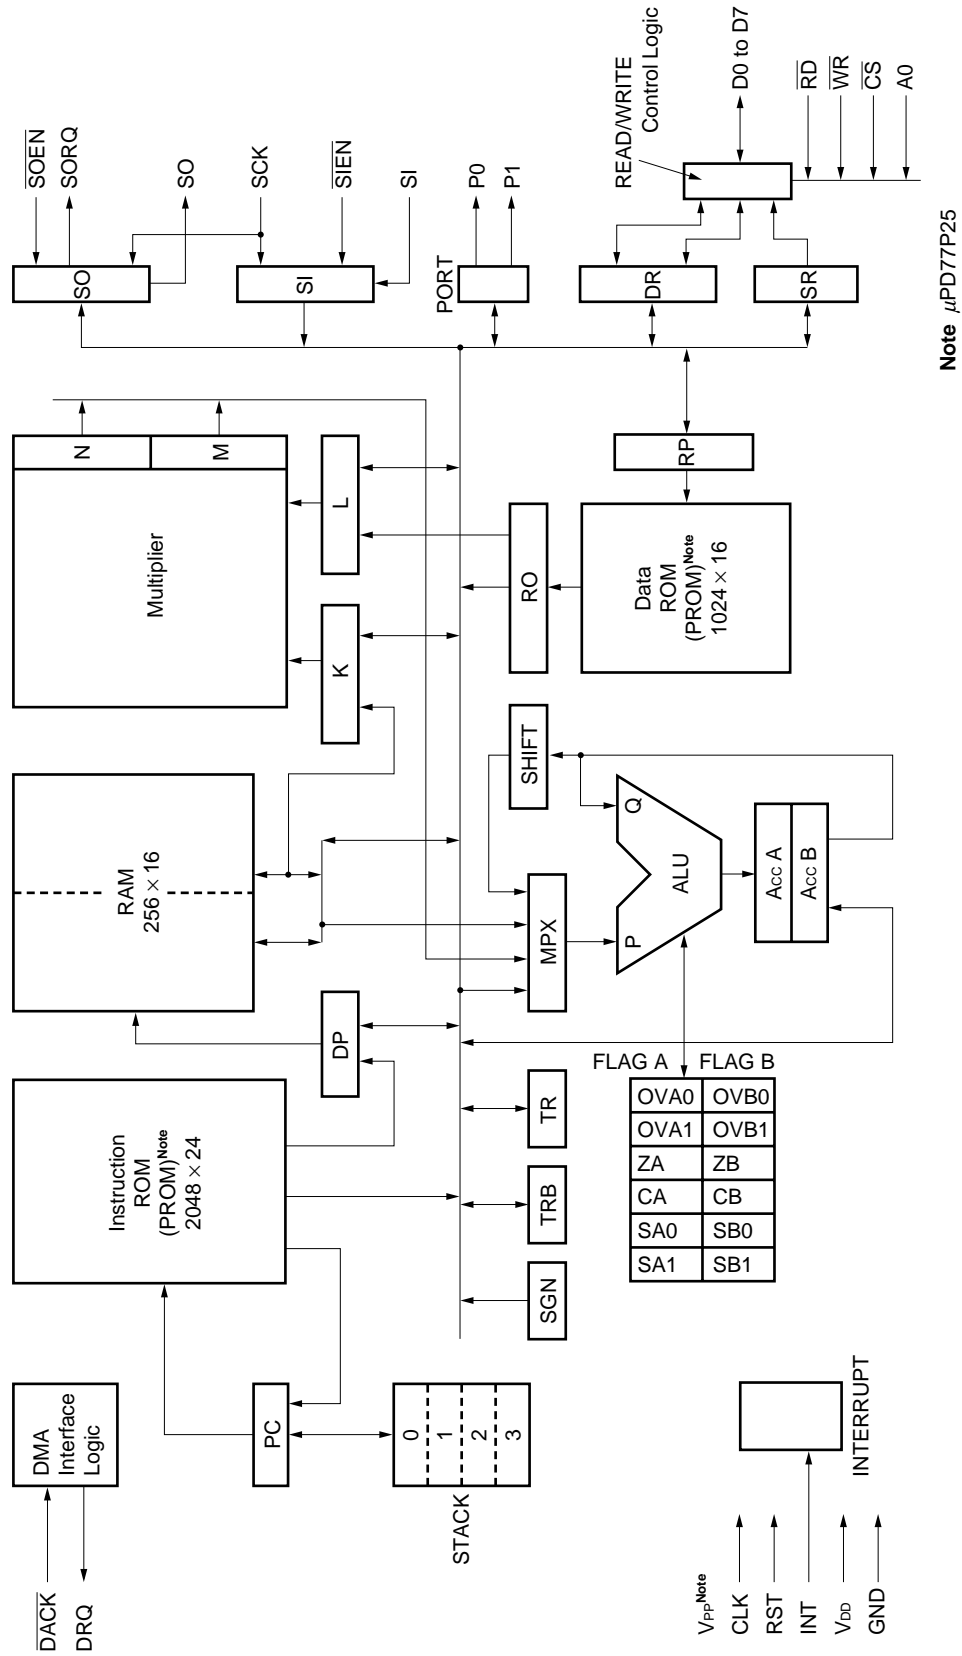 DACK
DRQ
DMA
Interface
Logic
PC
0
1
2
3
STACK
Instruction
ROM
(PROM)Note
2048 × 24
DP
RAM
256 × 16
Multiplier
N
M
K
L
SO
SOEN
SORQ
SO
SCK
SI
SIEN
SI
PORT
P0
P1
DR
SR
READ/WRITE
Control Logic
D0 to D7
RD
WR
CS
A0
SGN
TRB
TR
MPX
SHIFT
RO
RP
Data
ROM
(PROM)Note
1024 × 16
P
Q
ALU
ACC A
ACC B
FLAG A FLAG B
OVA0 OVB0
OVA1 OVB1
ZA ZB
CA CB
SA0 SB0
SA1 SB1
VPPNote
CLK
RST
INT
VDD
GND
INTERRUPT
Note μPD77P25